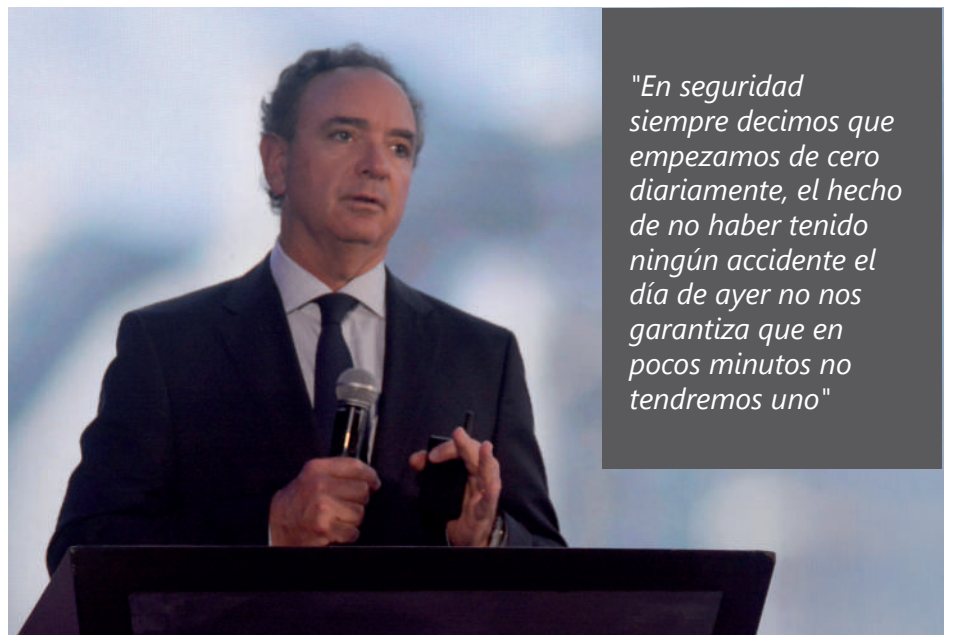 "En seguridad
siempre decimos que
empezamos de cero
diariamente, el hecho
de no haber tenido
ningún accidente el
día de ayer no nos
garantiza que en
pocos minutos no
tendremos uno"